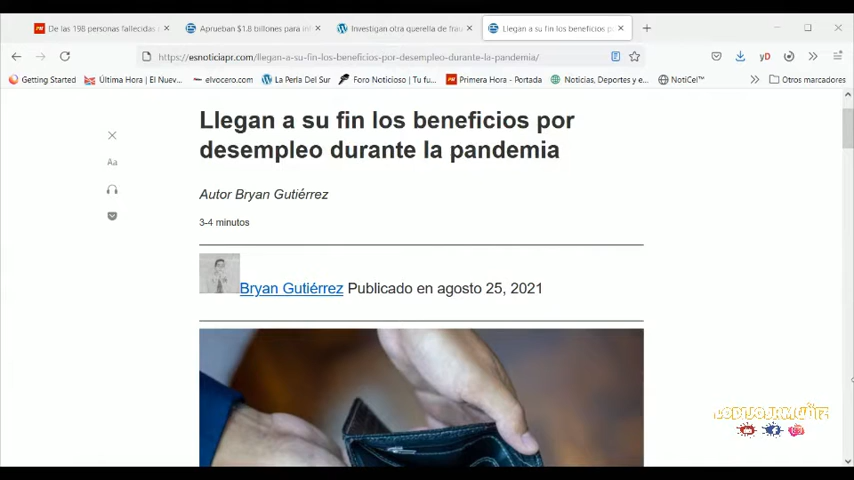 De las 198 personas fallecidas
Aprueban $1.8 billones para in
Investigan otra querella de frau
Llegan a su fin los beneficios p
https://esnoticiapr.com/llegan-a-su-fin-los-beneficios-por-desempleo-durante-la-pandemia/
Getting Started
Última Hora | El Nuev...
elvocero.com
La Perla Del Sur
Foro Noticioso | Tu fu...
Primera Hora - Portada
Noticias, Deportes y e...
NotiCel™
Otros marcadores
Llegan a su fin los beneficios por
desempleo durante la pandemia
Aa
Autor Bryan Gutiérrez
3-4 minutos
Bryan Gutiérrez Publicado en agosto 25, 2021